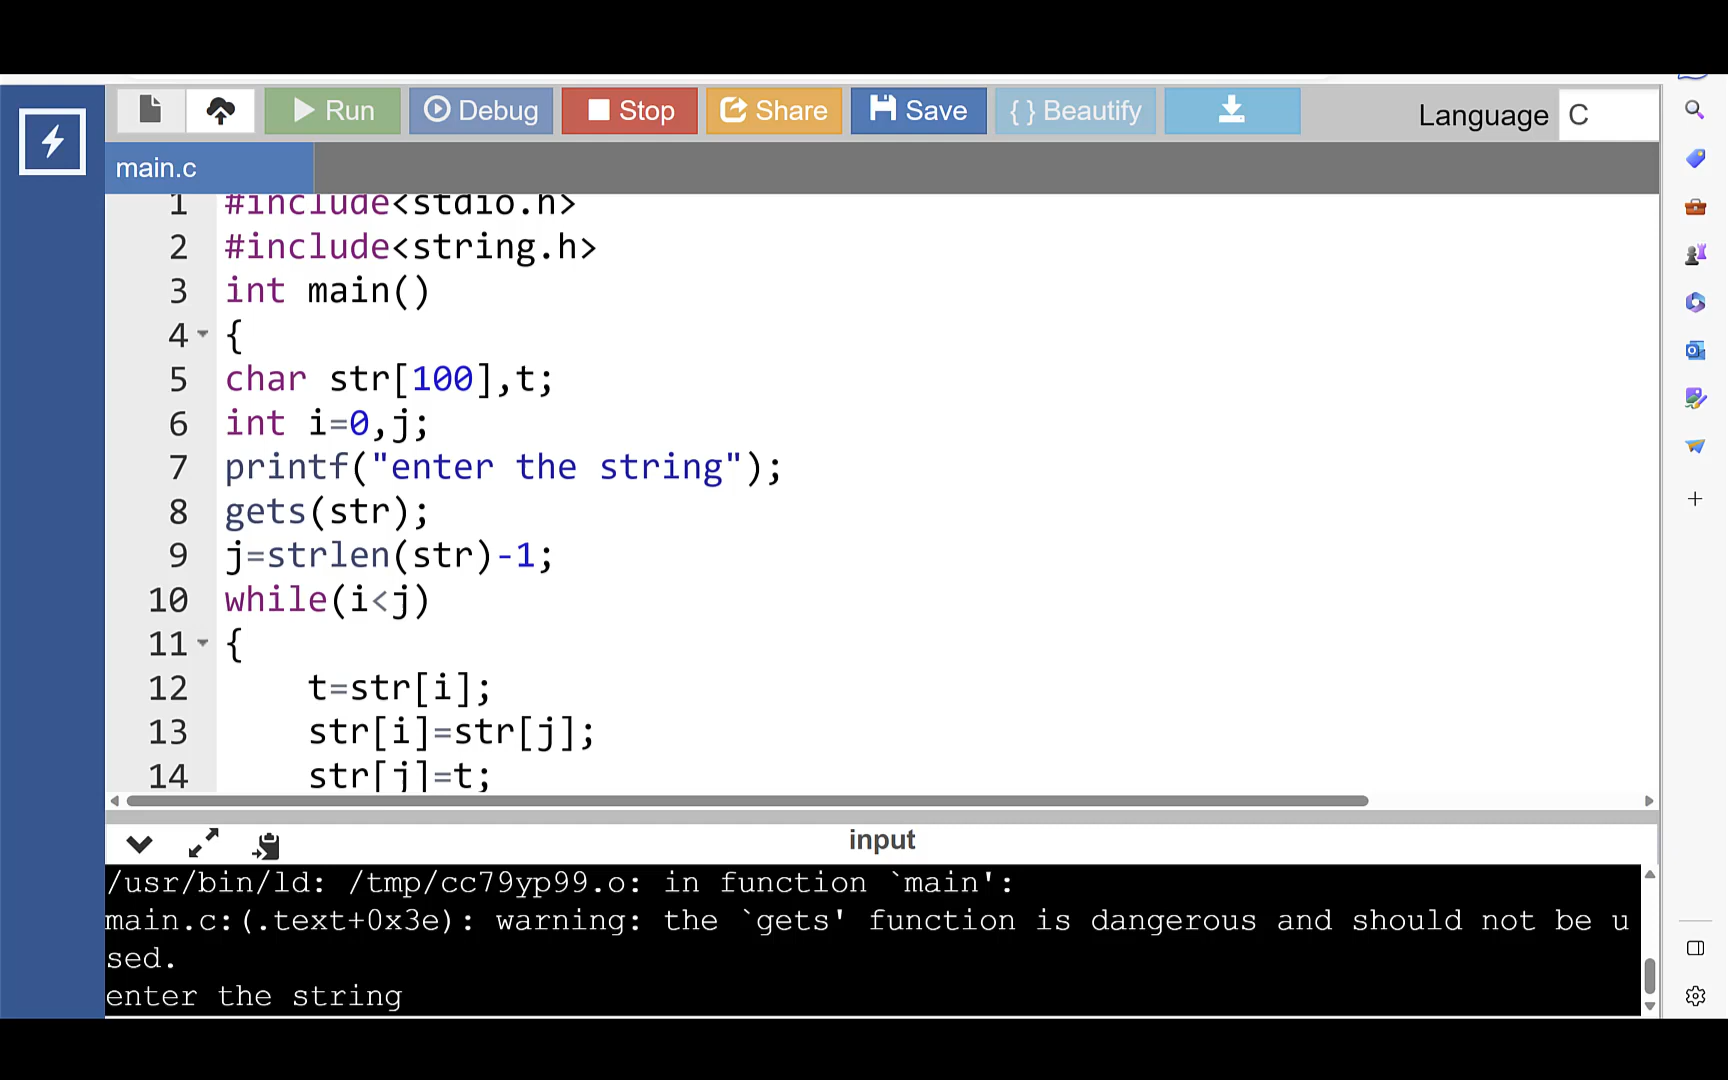 Run Debug Stop Share Save { } Beautify Language C
main.c
1 #include<stdio.h>
2 #include<string.h>
3 int main()
4 {
5 char str[100],t;
6 int i=0,j;
7 printf("enter the string");
8 gets(str);
9 j=strlen(str)-1;
10 while(i<j)
11 {
12 t=str[i];
13 str[i]=str[j];
14 str[j]=t;
input
/usr/bin/ld: /tmp/cc79yp99.o: in function `main':
main.c:(.text+0x3e): warning: the `gets' function is dangerous and should not be u
sed.
enter the string